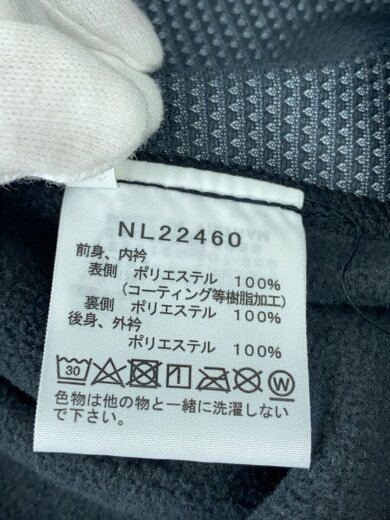 NL22460
前身、内衿
表側 ポリエステル 100%
(コーティング等樹脂加工)
裏側 ポリエステル 100%
後身、外衿
ポリエステル 100%
30 W
色物は他の物と一緒に洗濯しない
で下さい。